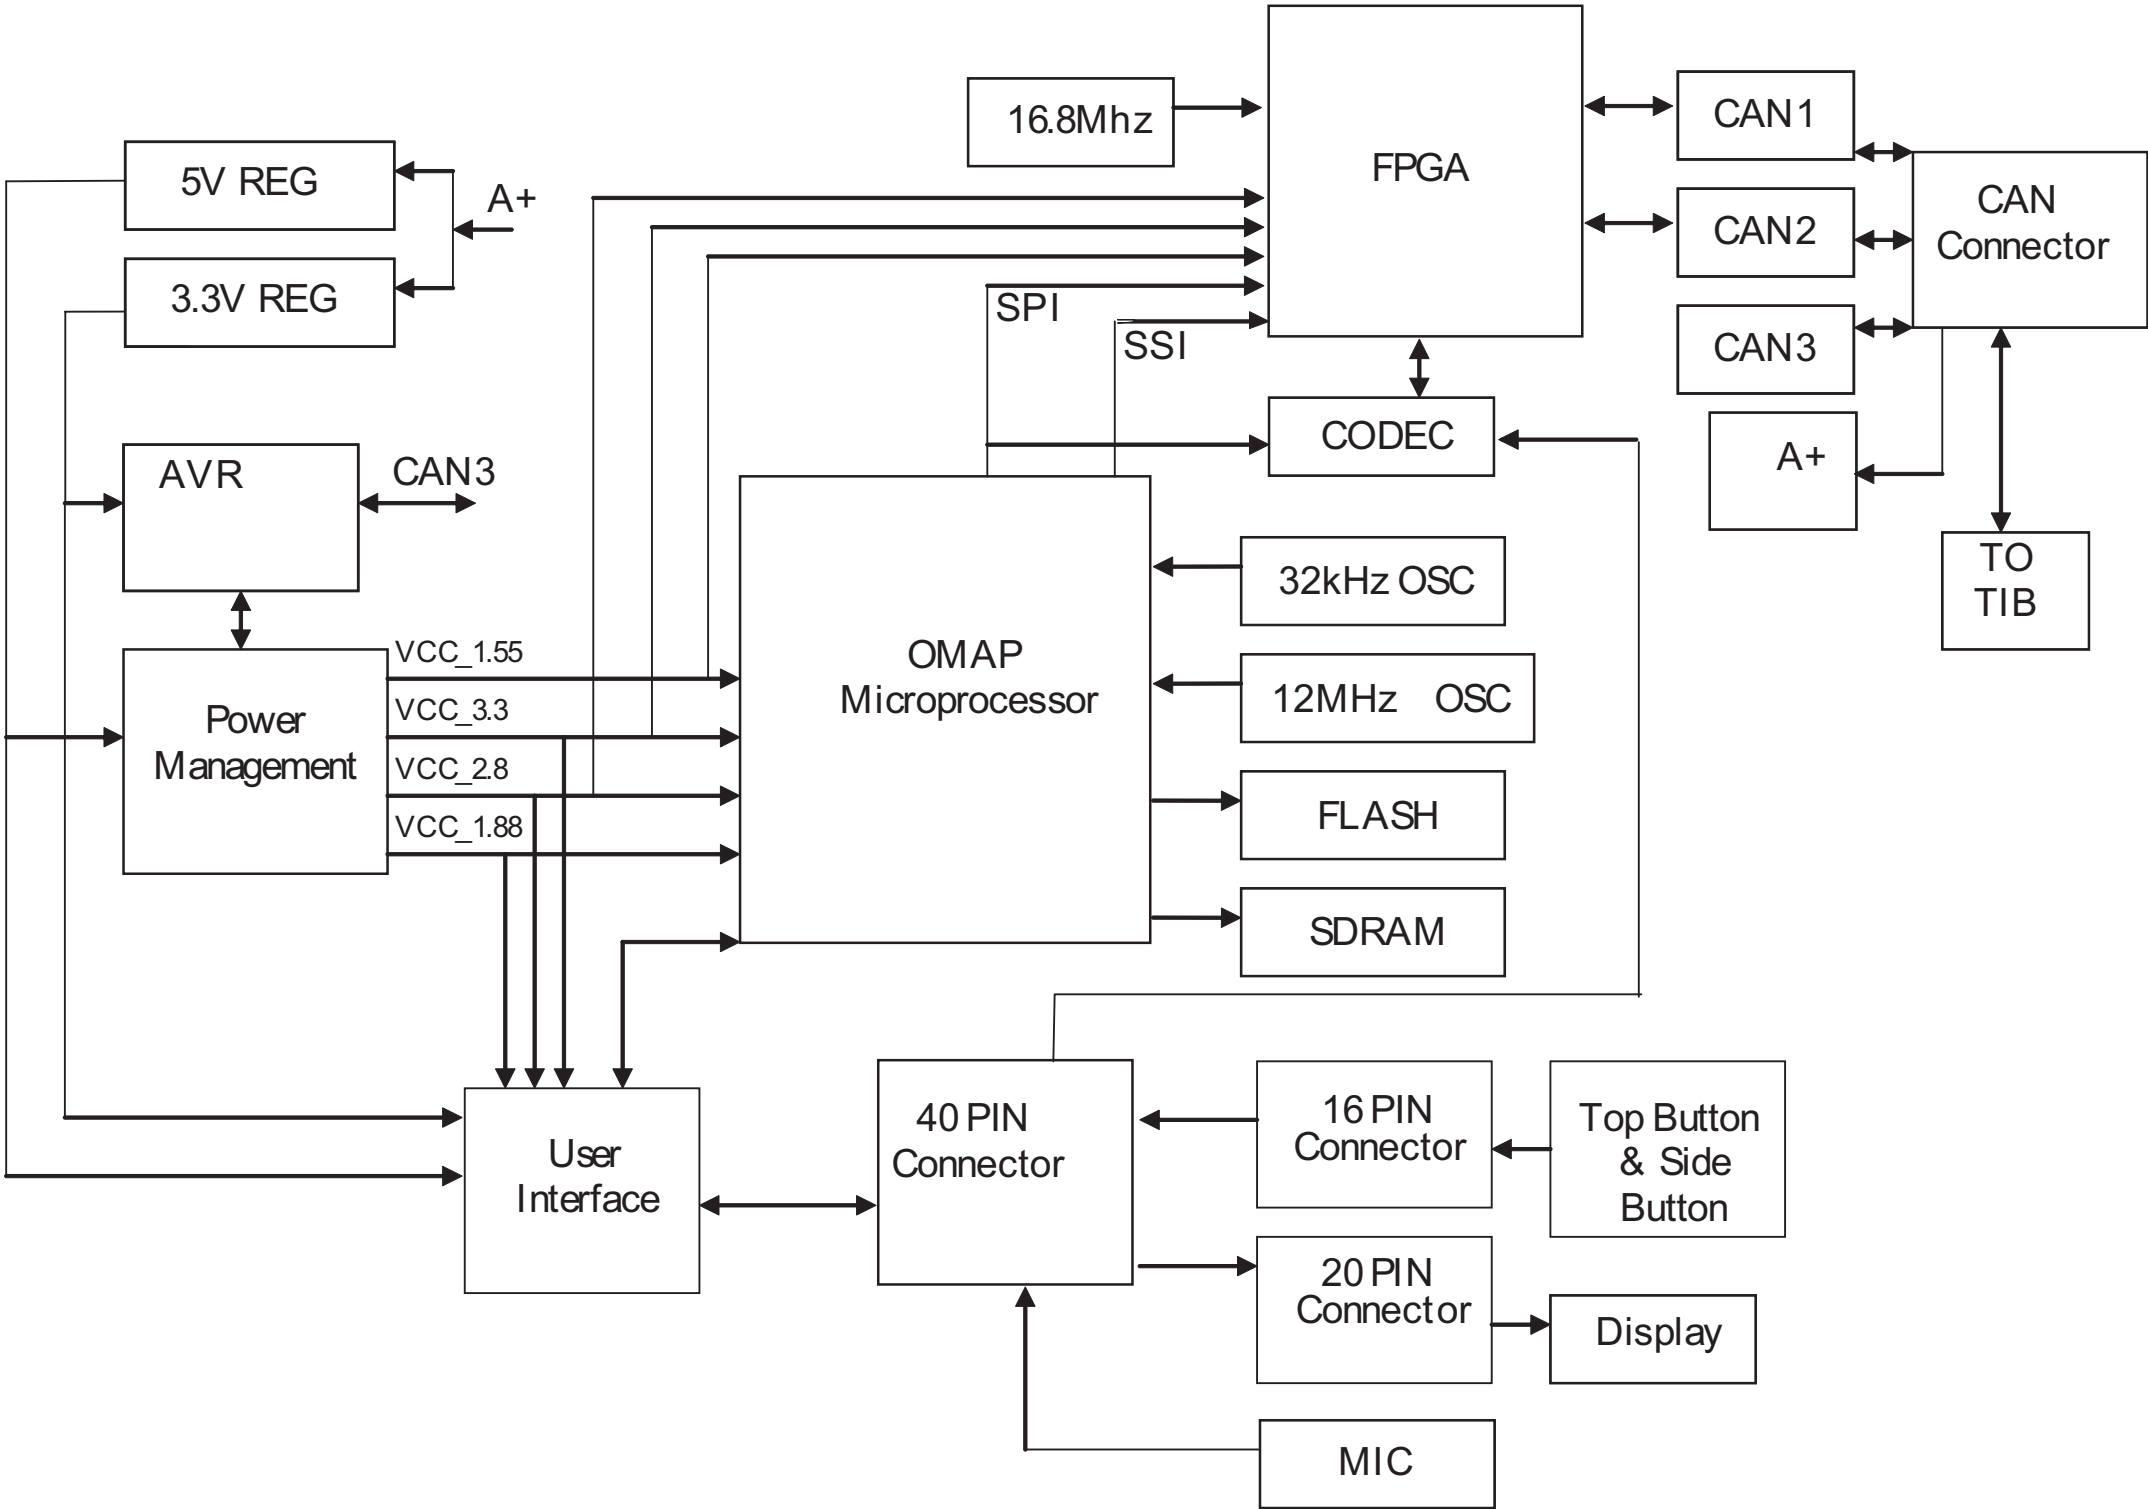 16.8Mhz
FPGA
CAN1
CAN2
CAN3
CAN
Connector
5V REG
A+
3.3V REG
SPI
SSI
CODEC
A+
TO
TIB
AVR
CAN3
32kHz OSC
12MHz OSC
FLASH
SDRAM
OMAP
Microprocessor
Power
Management
VCC_1.55
VCC_3.3
VCC_2.8
VCC_1.88
User
Interface
40 PIN
Connector
16 PIN
Connector
Top Button
& Side
Button
20 PIN
Connector
Display
MIC